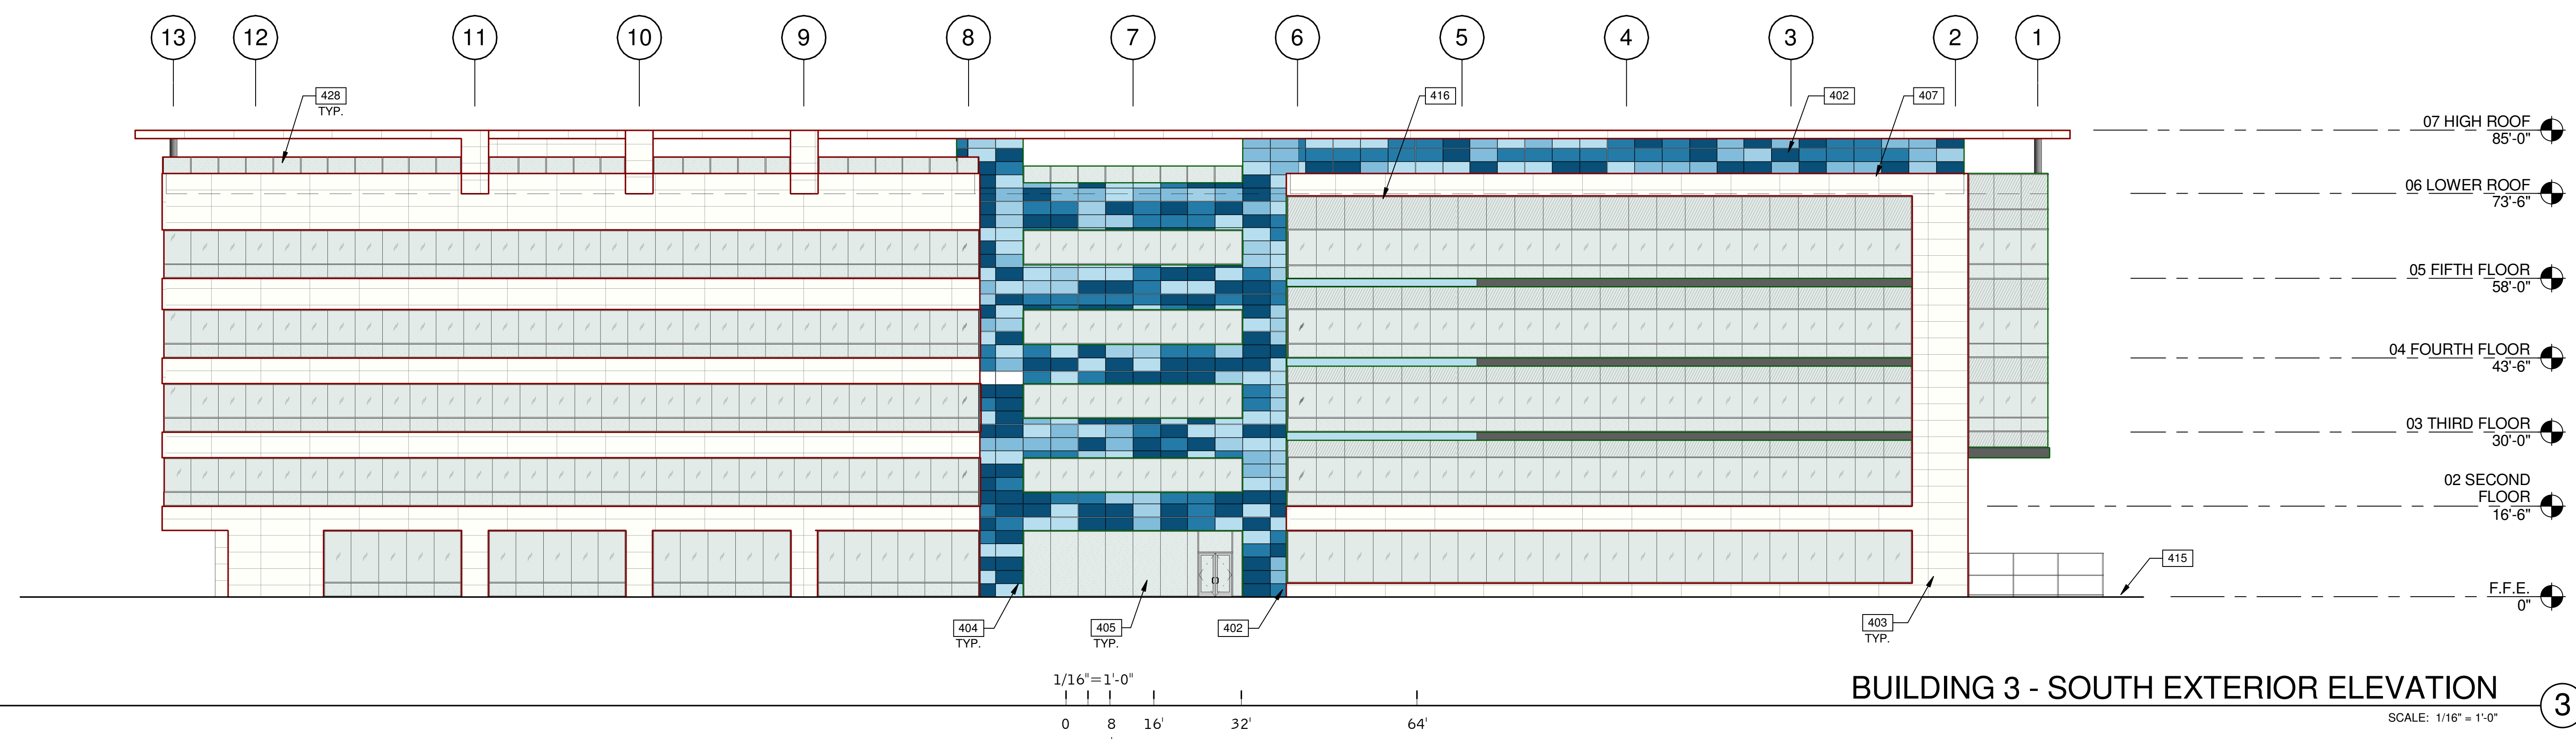 13 12 11 10 9 8 7 6 5 4 3 2 1
428
TYP.
416
402
407
07 HIGH ROOF
85'-0"
06 LOWER ROOF
73'-6"
05 FIFTH FLOOR
58'-0"
04 FOURTH FLOOR
43'-6"
03 THIRD FLOOR
30'-0"
02 SECOND
FLOOR
16'-6"
415
F.F.E.
0"
404
TYP.
405
TYP.
402
403
TYP.
1/16"=1'-0"
0 8 16' 32' 64'
BUILDING 3 - SOUTH EXTERIOR ELEVATION
3
SCALE: 1/16" = 1'-0"